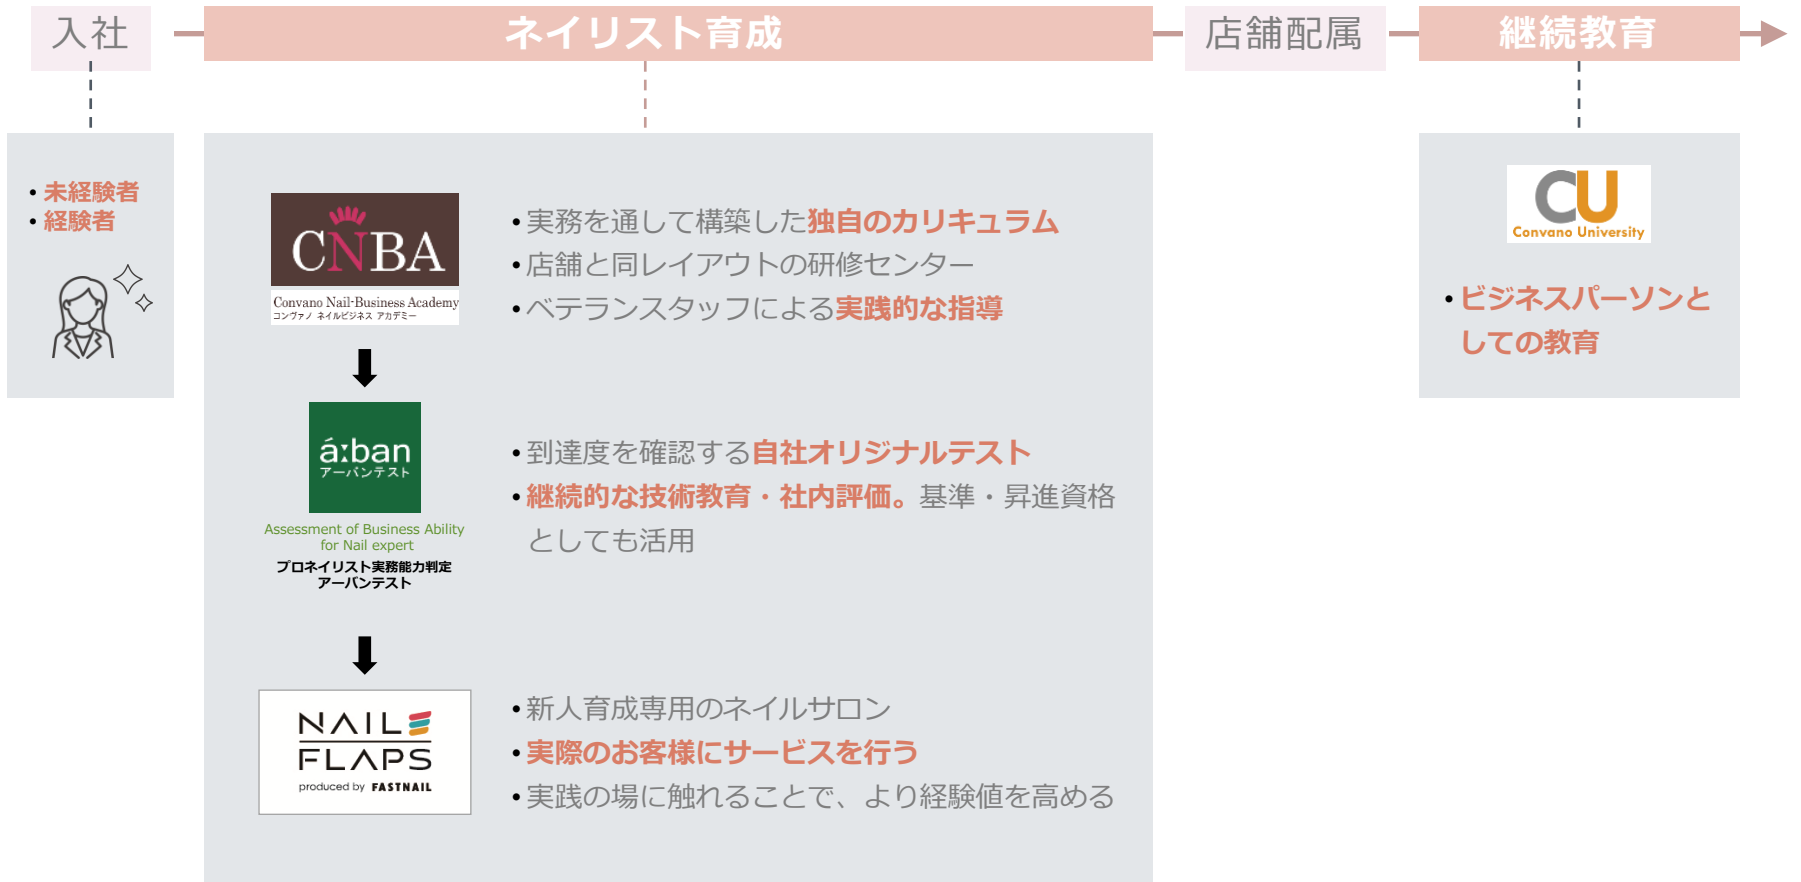 入社
ネイリスト育成
店舗配属
継続教育
・未経験者
・経験者
CNBA
Convano Nail-Business Academy
コンヴァノ ネイルビジネス アカデミー
・実務を通して構築した独自のカリキュラム
・店舗と同レイアウトの研修センター
・ベテランスタッフによる実践的な指導
á:ban
アーバンテスト
Assessment of Business Ability
for Nail expert
プロネイリスト実務能力判定
アーバンテスト
・到達度を確認する自社オリジナルテスト
・継続的な技術教育・社内評価。基準・昇進資格
としても活用
NAIL
FLAPS
produced by FASTNAIL
・新人育成専用のネイルサロン
・実際のお客様にサービスを行う
・実践の場に触れることで、より経験値を高める
CU
Convano University
・ビジネスパーソンと
しての教育